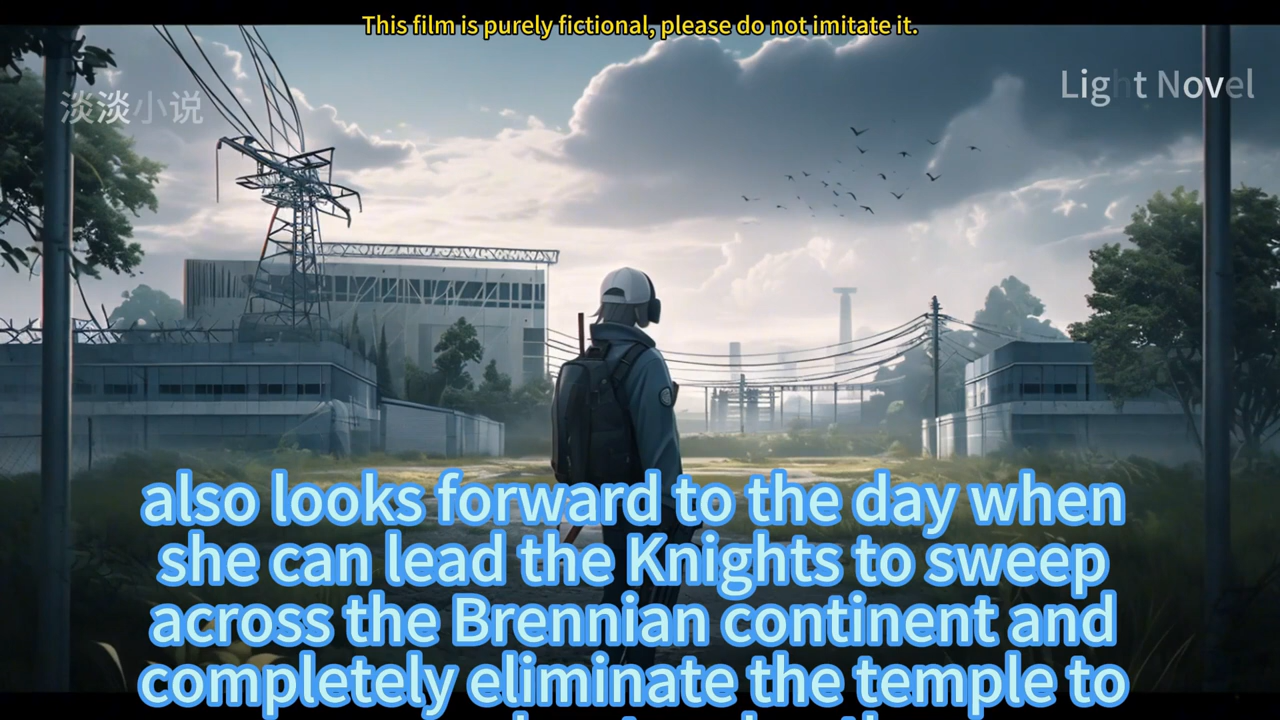 This film is purely fictional, please do not imitate it.
淡淡小说
Light Novel
also looks forward to the day when
she can lead the Knights to sweep
across the Brennian continent and
completely eliminate the temple to